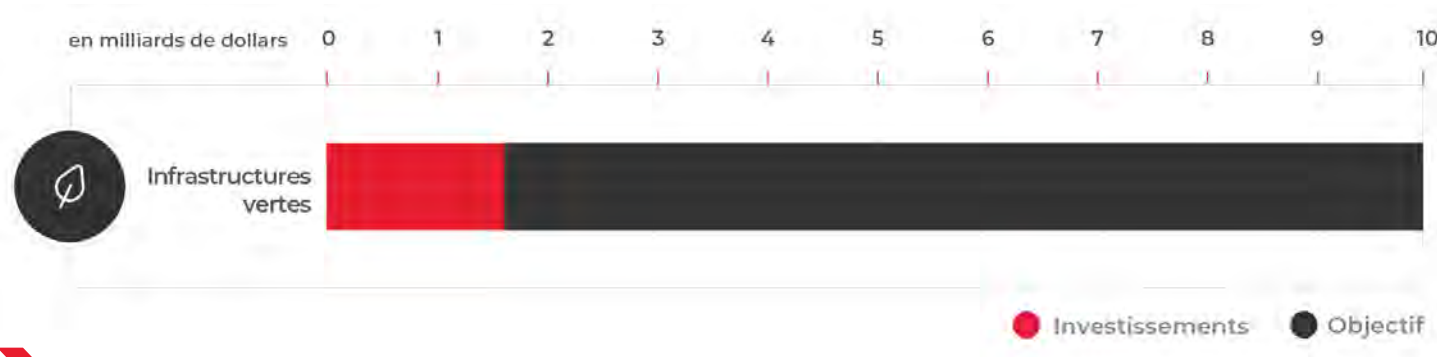 en milliards de dollars 0 1 2 3 4 5 6 7 8 9 10
Infrastructures
vertes
Investissements Objectif